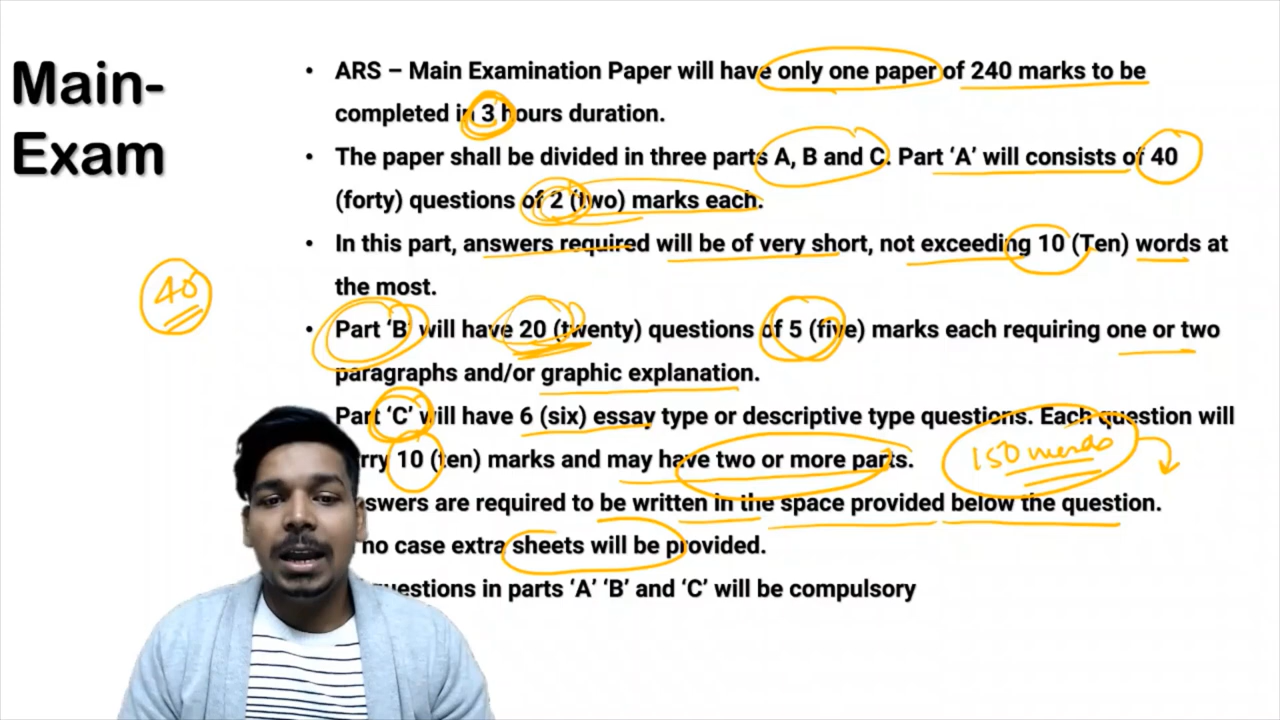 Main-
Exam
• ARS – Main Examination Paper will have only one paper of 240 marks to be
completed in 3 hours duration.
• The paper shall be divided in three parts A, B and C. Part ‘A’ will consists of 40
(forty) questions of 2 (two) marks each.
• In this part, answers required will be of very short, not exceeding 10 (Ten) words at
the most.
40
• Part ‘B’ will have 20 (twenty) questions of 5 (five) marks each requiring one or two
paragraphs and/or graphic explanation.
Part ‘C’ will have 6 (six) essay type or descriptive type questions. Each question will
rry 10 (ten) marks and may have two or more parts.
150 words
swers are required to be written in the space provided below the question.
no case extra sheets will be provided.
questions in parts ‘A’ ‘B’ and ‘C’ will be compulsory